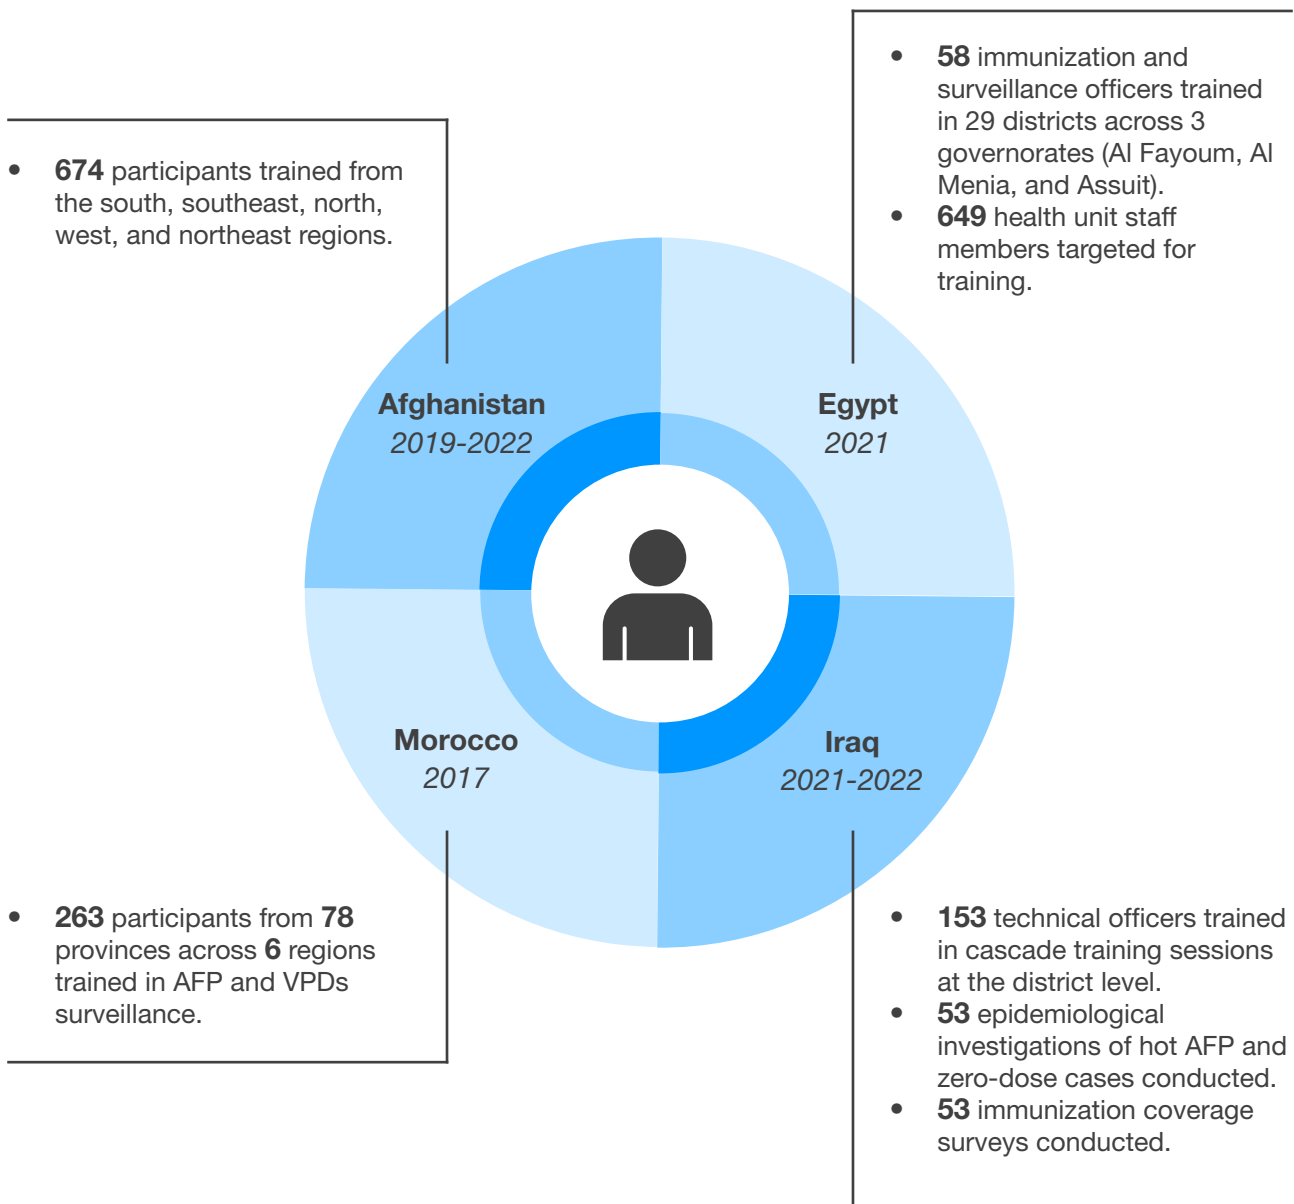 • 674 participants trained from
the south, southeast, north,
west, and northeast regions.
• 58 immunization and
surveillance officers trained
in 29 districts across 3
governorates (Al Fayoum, Al
Menia, and Assuit).
• 649 health unit staff
members targeted for
training.
Afghanistan
2019-2022
Egypt
2021
Morocco
2017
Iraq
2021-2022
• 263 participants from 78
provinces across 6 regions
trained in AFP and VPDs
surveillance.
• 153 technical officers trained
in cascade training sessions
at the district level.
• 53 epidemiological
investigations of hot AFP and
zero-dose cases conducted.
• 53 immunization coverage
surveys conducted.